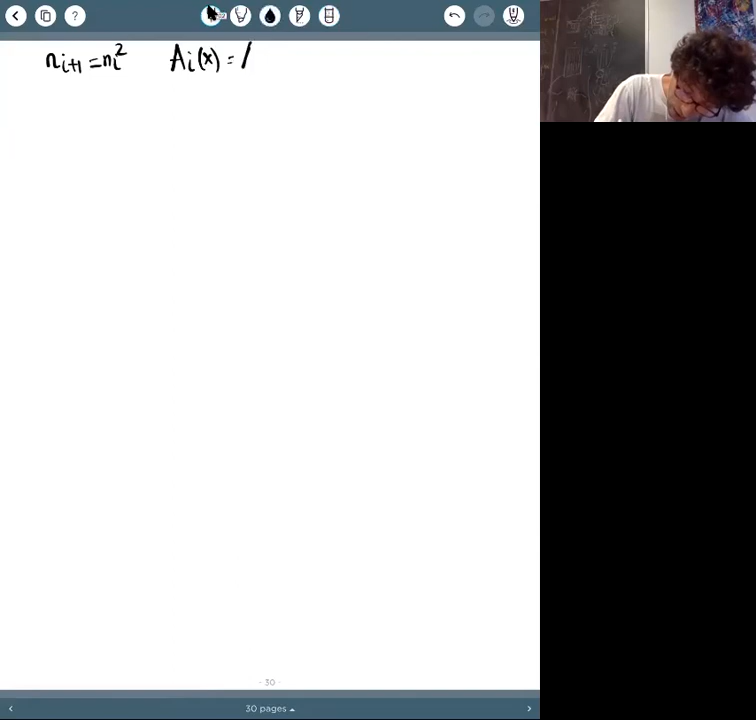 n_{i+1} = n_i^2    A_i(x) = /
- 30 -
30 pages